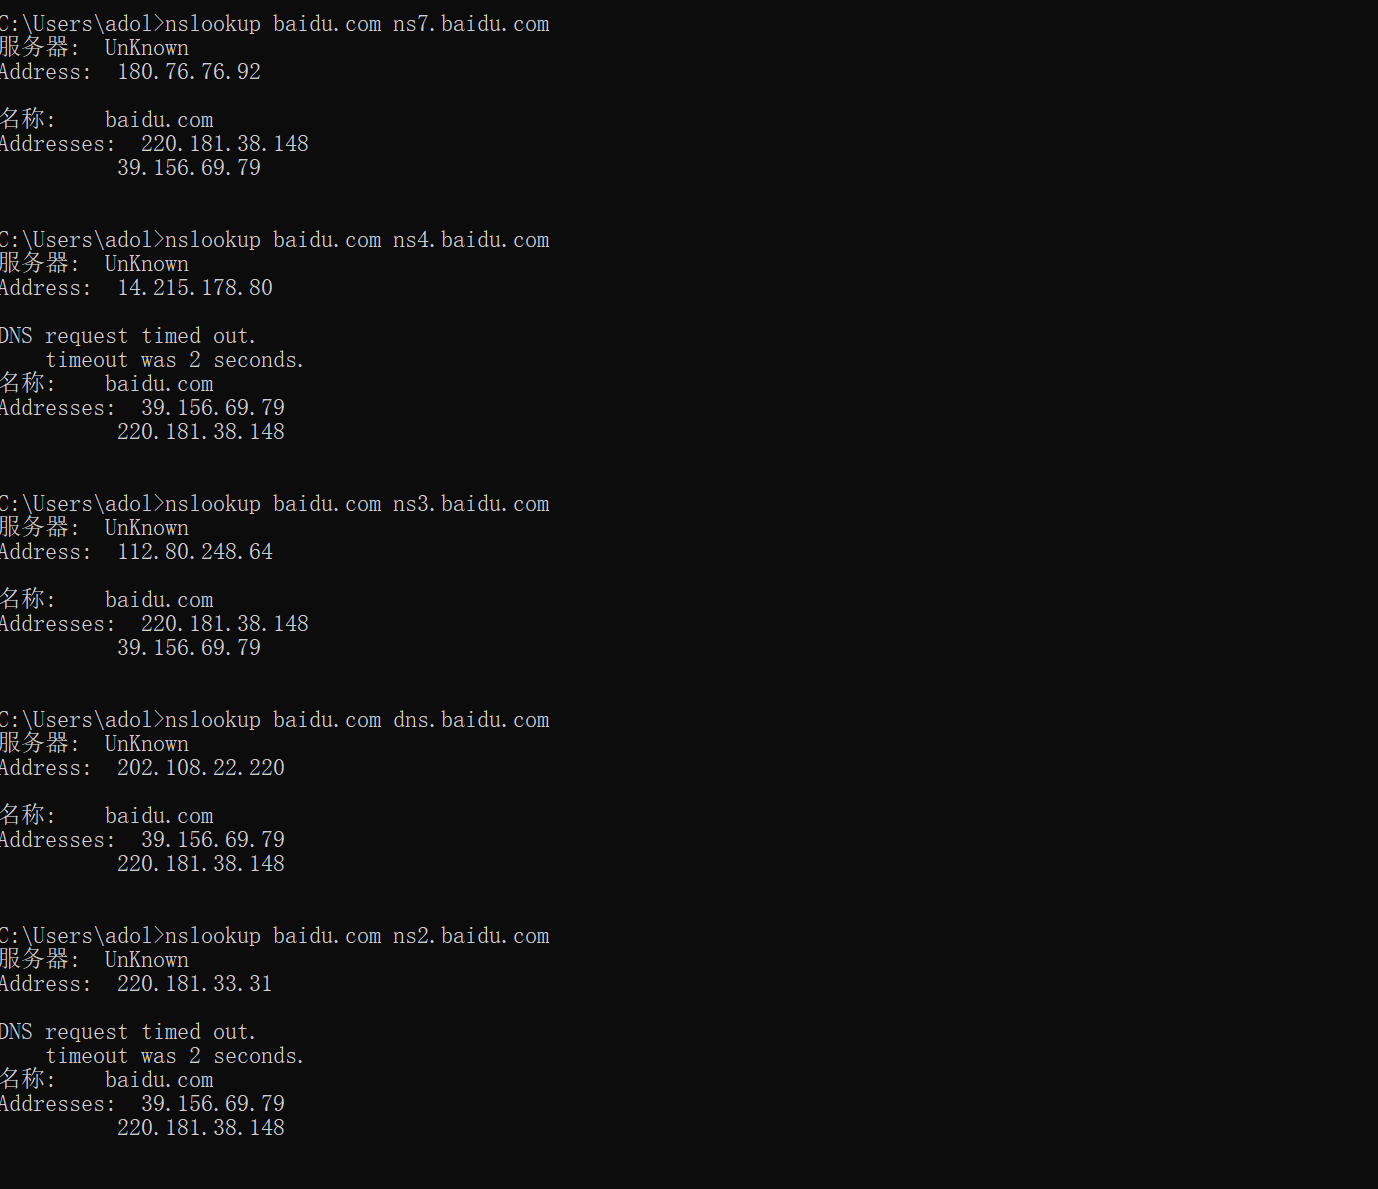 C:\Users\adol>nslookup baidu.com ns7.baidu.com
服务器:  UnKnown
Address:  180.76.76.92

名称:    baidu.com
Addresses:  220.181.38.148
          39.156.69.79

C:\Users\adol>nslookup baidu.com ns4.baidu.com
服务器:  UnKnown
Address:  14.215.178.80

DNS request timed out.
    timeout was 2 seconds.
名称:    baidu.com
Addresses:  39.156.69.79
          220.181.38.148

C:\Users\adol>nslookup baidu.com ns3.baidu.com
服务器:  UnKnown
Address:  112.80.248.64

名称:    baidu.com
Addresses:  220.181.38.148
          39.156.69.79

C:\Users\adol>nslookup baidu.com dns.baidu.com
服务器:  UnKnown
Address:  202.108.22.220

名称:    baidu.com
Addresses:  39.156.69.79
          220.181.38.148

C:\Users\adol>nslookup baidu.com ns2.baidu.com
服务器:  UnKnown
Address:  220.181.33.31

DNS request timed out.
    timeout was 2 seconds.
名称:    baidu.com
Addresses:  39.156.69.79
          220.181.38.148